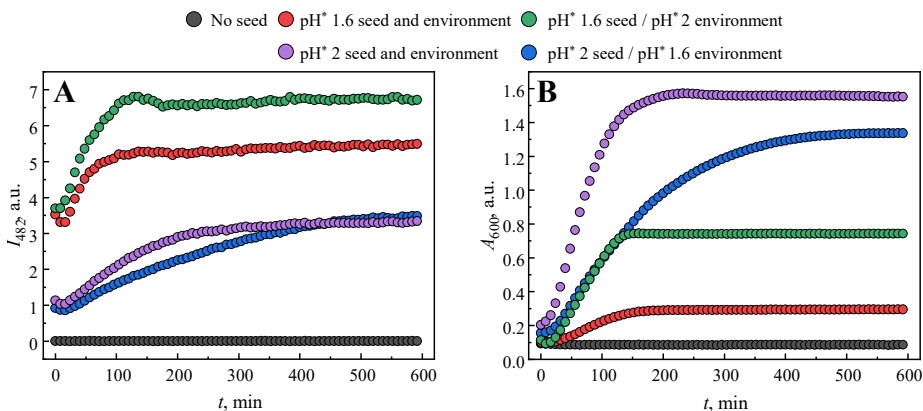 No seed
pH* 1.6 seed and environment
pH* 1.6 seed / pH* 2 environment
pH* 2 seed and environment
pH* 2 seed / pH* 1.6 environment
A
I482, a.u.
7
6
5
4
3
2
1
0
0 100 200 300 400 500 600
t, min
B
A600, a.u.
1.6
1.4
1.2
1.0
0.8
0.6
0.4
0.2
0.0
0 100 200 300 400 500 600
t, min